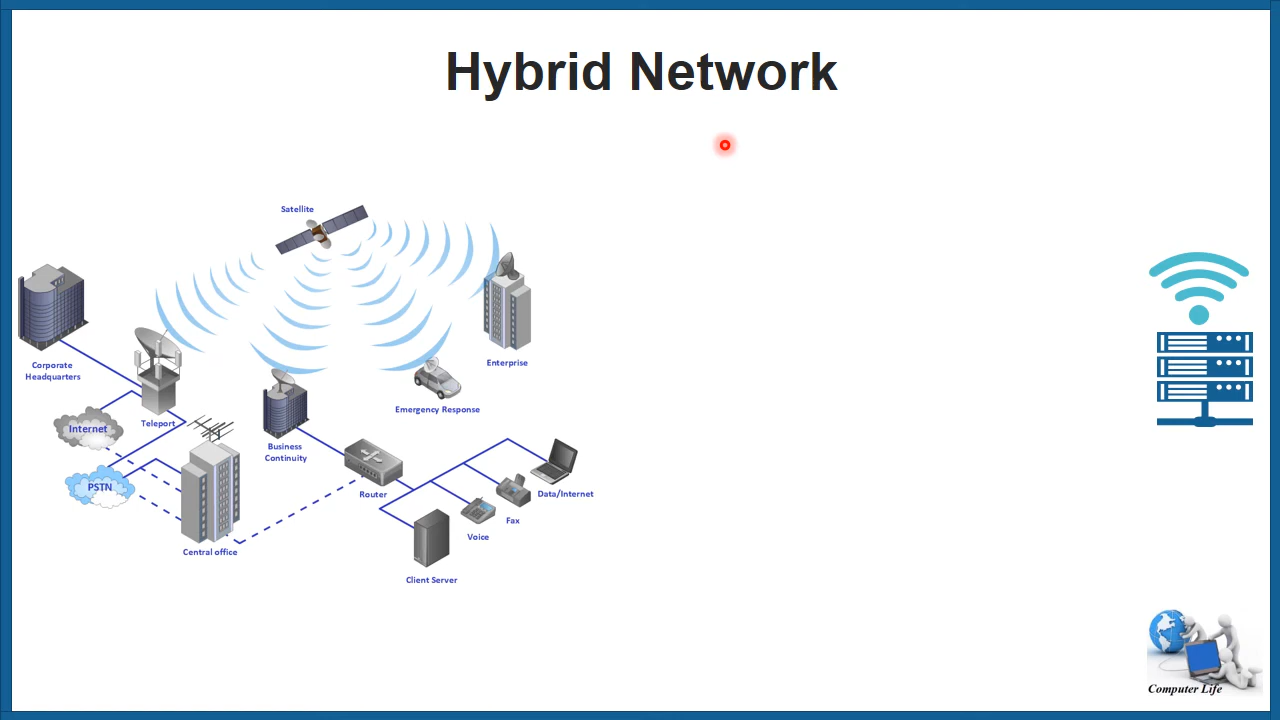 Hybrid Network
Satellite
Corporate
Headquarters
Enterprise
Emergency Response
Teleport
Internet
Business
Continuity
PSTN
Router
Data/Internet
Fax
Voice
Central office
Client Server
Computer Life